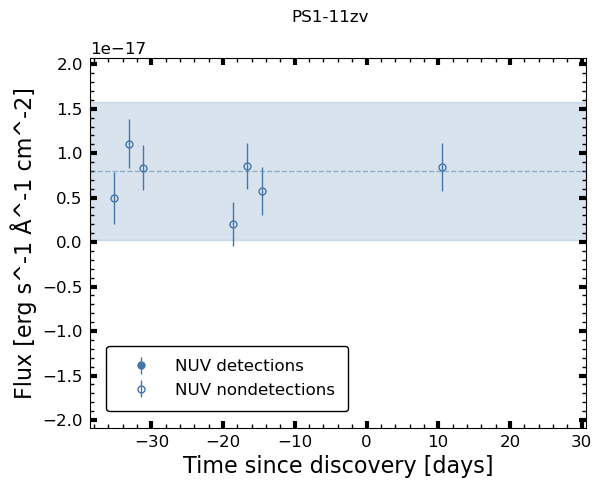 PS1-11zv
1e−17
2.0
1.5
1.0
0.5
0.0
−0.5
−1.0
−1.5
−2.0
Flux [erg s^-1 Å^-1 cm^-2]
NUV detections
NUV nondetections
−30 −20 −10 0 10 20 30
Time since discovery [days]